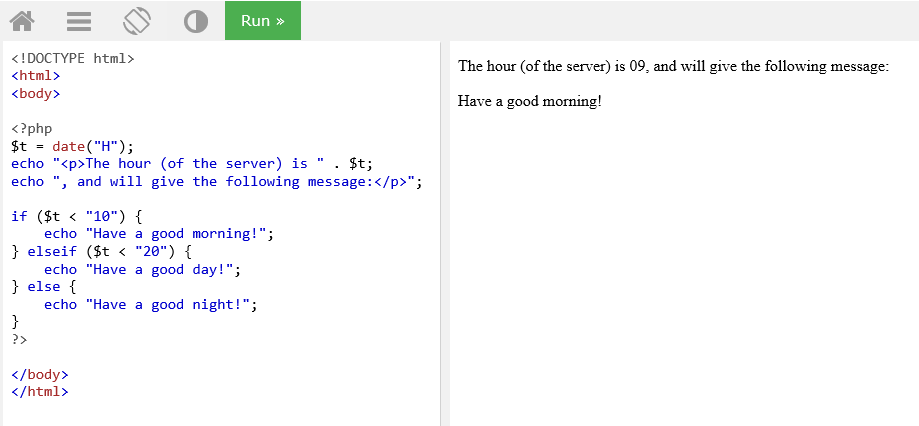 Run »
<!DOCTYPE html>
<html>
<body>
<?php
$t = date("H");
echo "<p>The hour (of the server) is " . $t;
echo ", and will give the following message:</p>";
if ($t < "10") {
    echo "Have a good morning!";
} elseif ($t < "20") {
    echo "Have a good day!";
} else {
    echo "Have a good night!";
}
?>
</body>
</html>
The hour (of the server) is 09, and will give the following message:
Have a good morning!